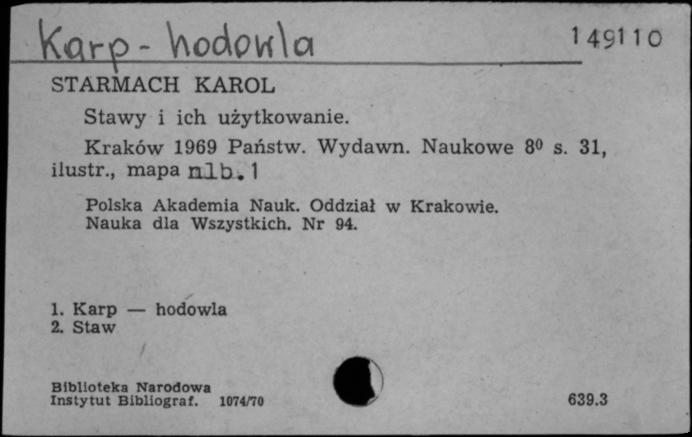 Karp - hodowla 149110
STARMACH KAROL
Stawy i ich użytkowanie.
Kraków 1969 Państw. Wydawn. Naukowe 8⁰ s. 31,
ilustr., mapa nlb. 1
Polska Akademia Nauk. Oddział w Krakowie.
Nauka dla Wszystkich. Nr 94.
1. Karp — hodowla
2. Staw
Biblioteka Narodowa
Instytut Bibliograf. 1074/70 639.3